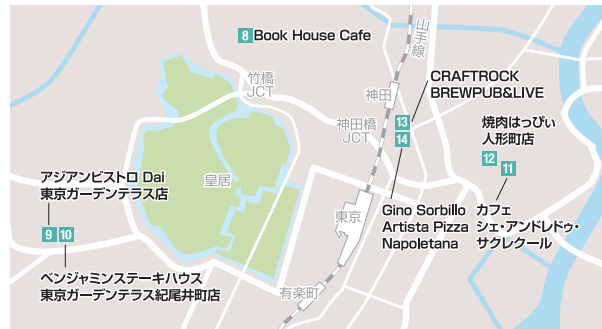 8 Book House Cafe
山手線
竹橋
JCT
神田
CRAFTROCK
BREWPUB&LIVE
13
14
神田橋
JCT
焼肉はっぴぃ
人形町店
12
11
アジアンビストロ Dai
東京ガーデンテラス店
皇居
9 10
東京
Gino Sorbillo
Artista Pizza
Napoletana
カフェ
シェ・アンドレドゥ・
サクレクール
ベンジャミンステーキハウス
東京ガーデンテラス紀尾井町店
有楽町